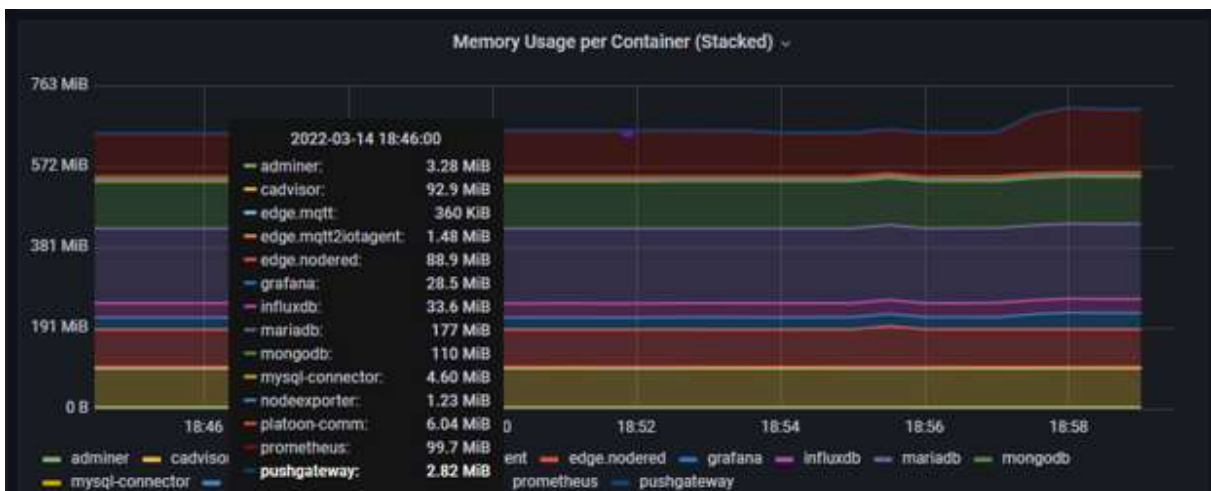 Memory Usage per Container (Stacked)
763 MiB
572 MiB
381 MiB
191 MiB
0 B
2022-03-14 18:46:00
adminer: 3.28 MiB
cadvisor: 92.9 MiB
edge.mqtt: 360 KiB
edge.mqtt2iotagent: 1.48 MiB
edge.nodered: 88.9 MiB
grafana: 28.5 MiB
influxdb: 33.6 MiB
mariadb: 177 MiB
mongodb: 110 MiB
mysql-connector: 4.60 MiB
nodeexporter: 1.23 MiB
platoon-comm: 6.04 MiB
prometheus: 99.7 MiB
pushgateway: 2.82 MiB
18:46 0 18:52 18:54 18:56 18:58
adminer cadviso ent edge.nodered grafana influxdb mariadb mongodb
mysql-connector prometheus pushgateway